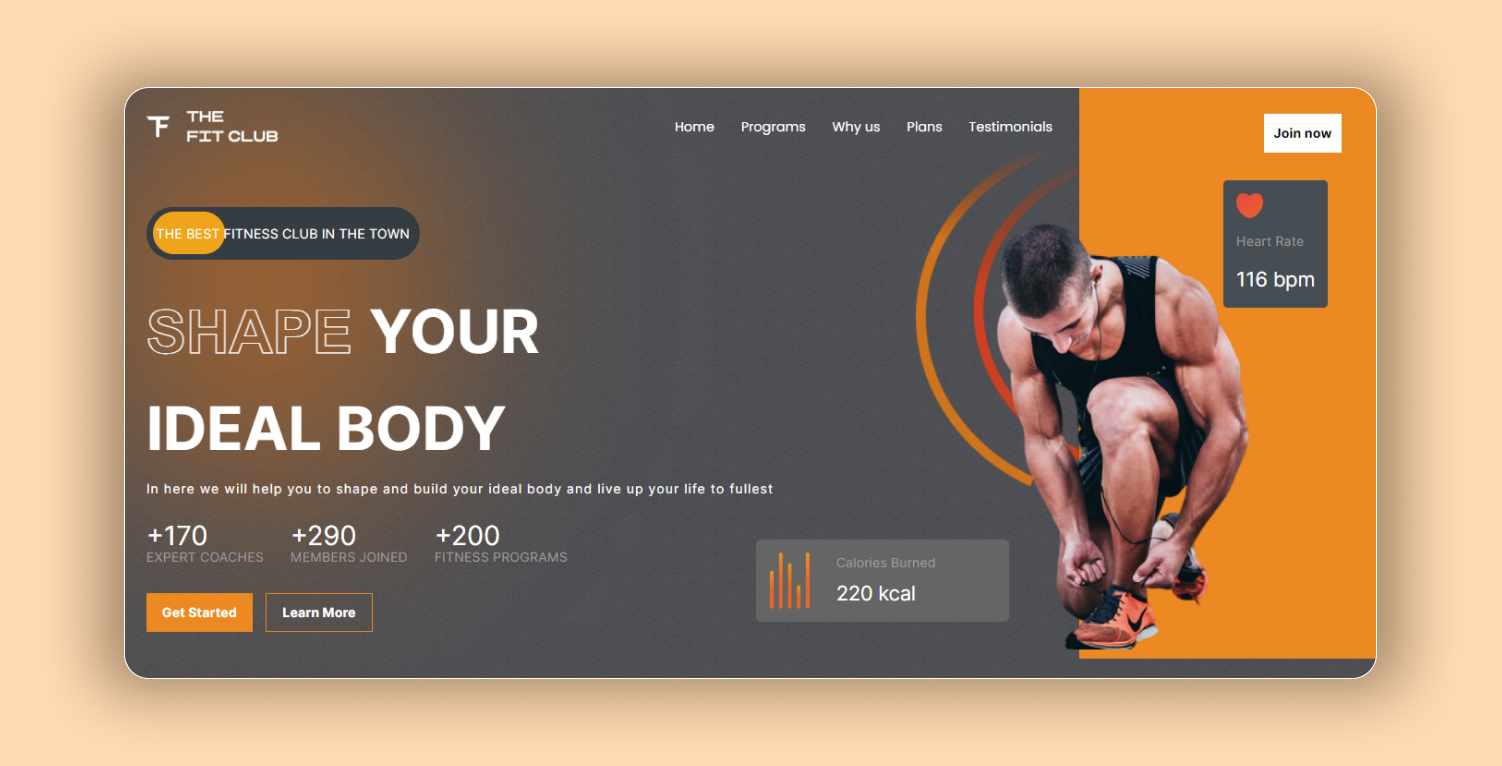 THE
FIT CLUB
Home Programs Why us Plans Testimonials
Join now
THE BEST FITNESS CLUB IN THE TOWN
SHAPE YOUR
IDEAL BODY
In here we will help you to shape and build your ideal body and live up your life to fullest
+170 +290 +200
EXPERT COACHES MEMBERS JOINED FITNESS PROGRAMS
Get Started Learn More
Heart Rate
116 bpm
Calories Burned
220 kcal